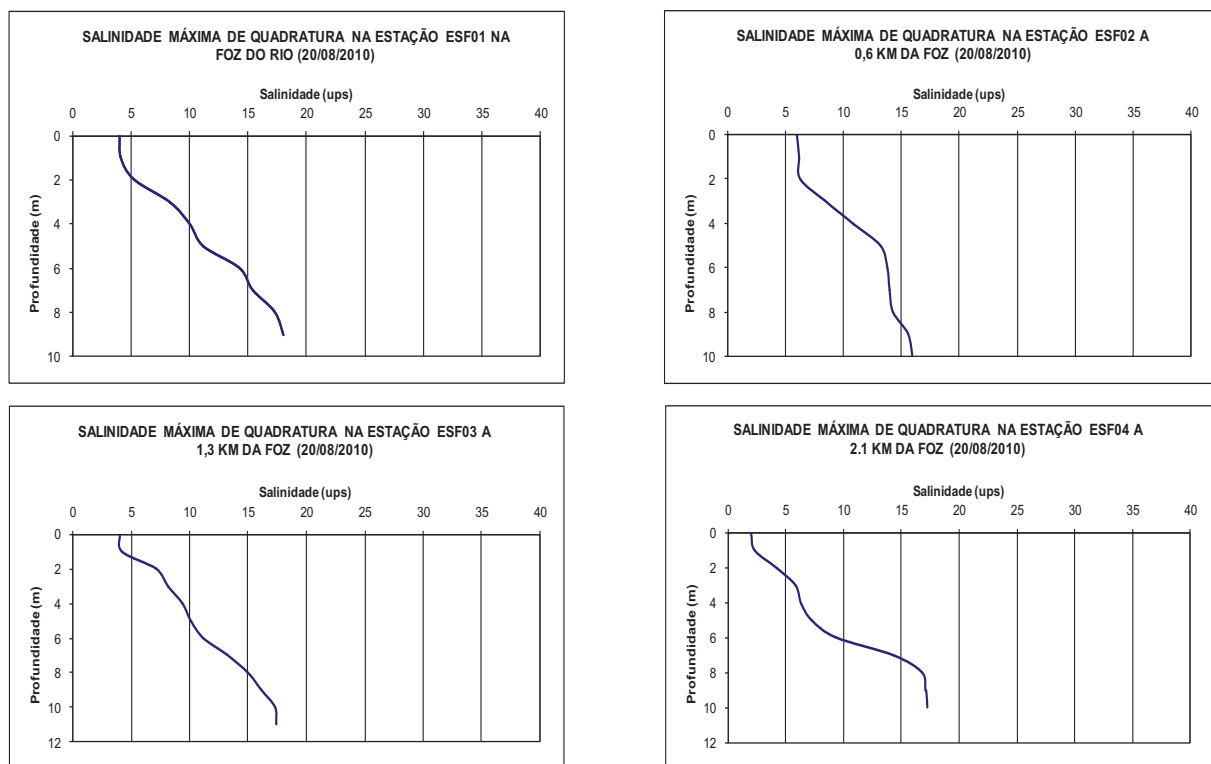 SALINIDADE MÁXIMA DE QUADRATURA NA ESTAÇÃO ESF01 NA
FOZ DO RIO (20/08/2010)
Salinidade (ups)
0 5 10 15 20 25 30 35 40
Profundidade (m)
0
2
4
6
8
10
SALINIDADE MÁXIMA DE QUADRATURA NA ESTAÇÃO ESF02 A
0,6 KM DA FOZ (20/08/2010)
Salinidade (ups)
0 5 10 15 20 25 30 35 40
Profundidade (m)
0
2
4
6
8
10
SALINIDADE MÁXIMA DE QUADRATURA NA ESTAÇÃO ESF03 A
1,3 KM DA FOZ (20/08/2010)
Salinidade (ups)
0 5 10 15 20 25 30 35 40
Profundidade (m)
0
2
4
6
8
10
12
SALINIDADE MÁXIMA DE QUADRATURA NA ESTAÇÃO ESF04 A
2.1 KM DA FOZ (20/08/2010)
Salinidade (ups)
0 5 10 15 20 25 30 35 40
Profundidade (m)
0
2
4
6
8
10
12